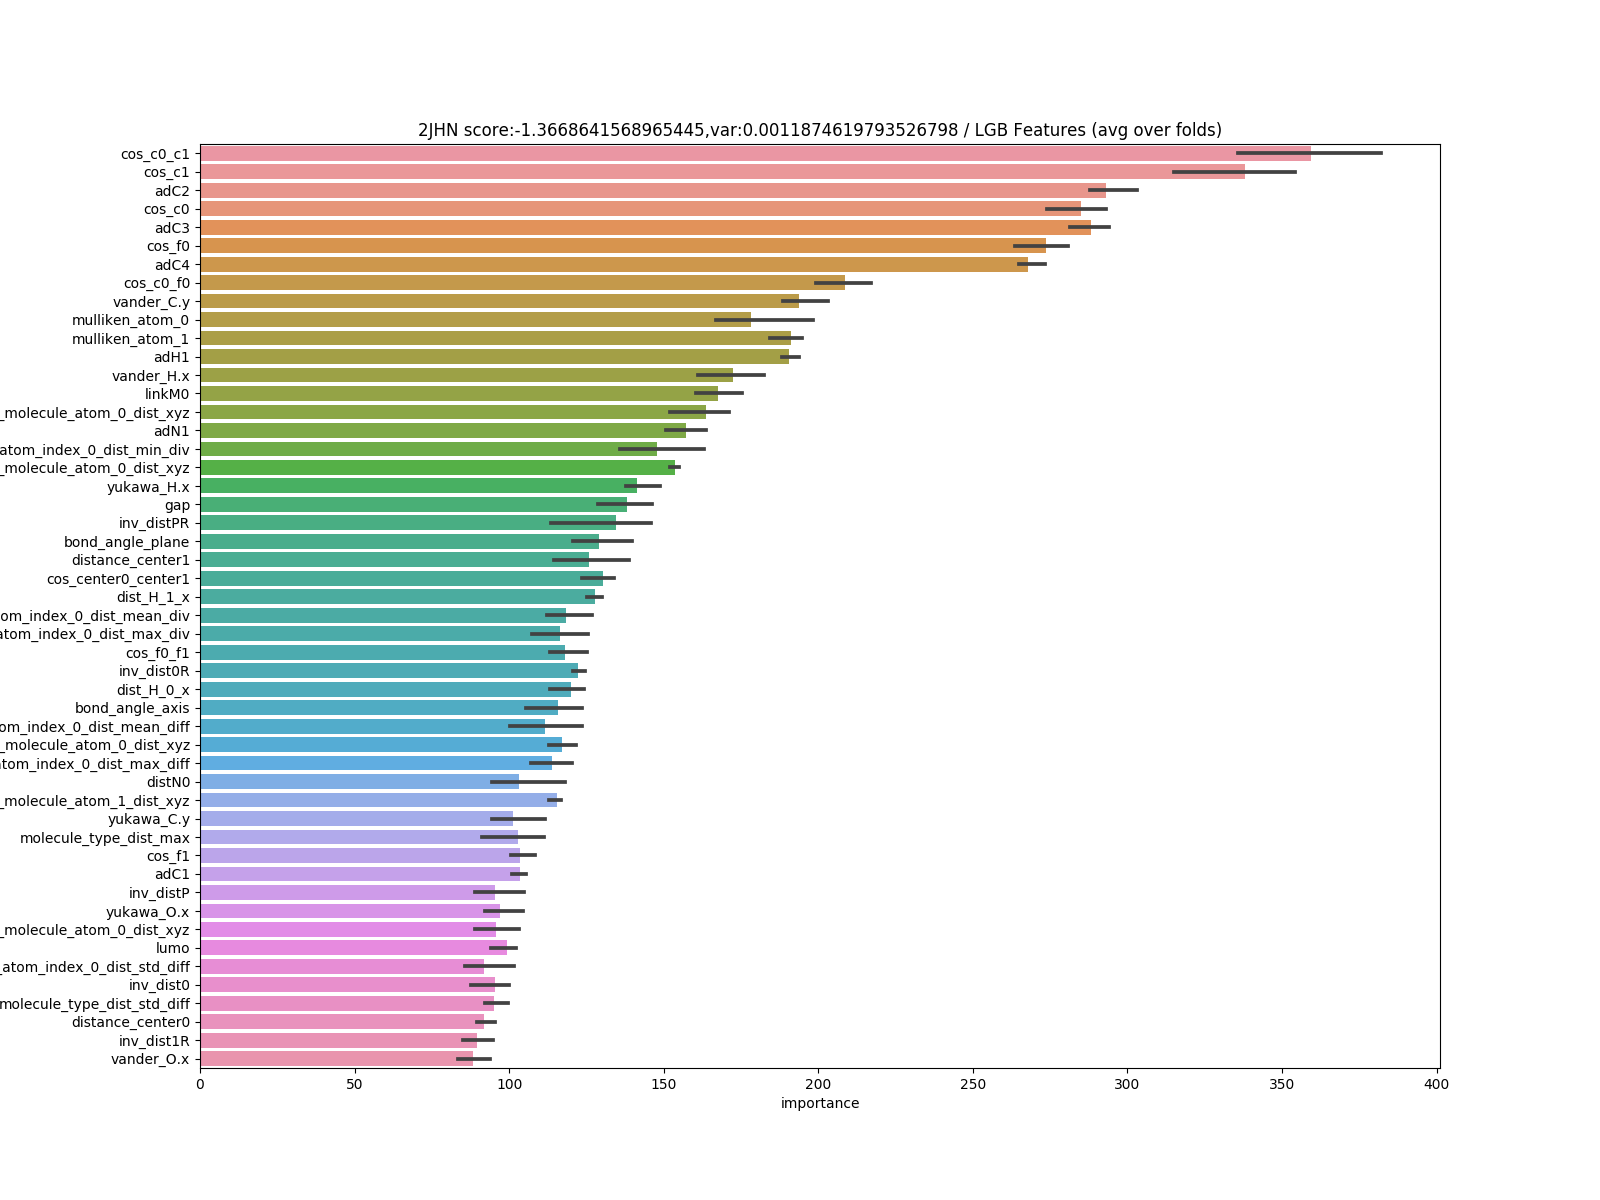 2JHN score:-1.3668641568965445,var:0.0011874619793526798 / LGB Features (avg over folds)
cos_c0_c1
cos_c1
adC2
cos_c0
adC3
cos_f0
adC4
cos_c0_f0
vander_C.y
mulliken_atom_0
mulliken_atom_1
adH1
vander_H.x
linkM0
_molecule_atom_0_dist_xyz
adN1
atom_index_0_dist_min_div
_molecule_atom_0_dist_xyz
yukawa_H.x
gap
inv_distPR
bond_angle_plane
distance_center1
cos_center0_center1
dist_H_1_x
om_index_0_dist_mean_div
atom_index_0_dist_max_div
cos_f0_f1
inv_dist0R
dist_H_0_x
bond_angle_axis
om_index_0_dist_mean_diff
_molecule_atom_0_dist_xyz
atom_index_0_dist_max_diff
distN0
_molecule_atom_1_dist_xyz
yukawa_C.y
molecule_type_dist_max
cos_f1
adC1
inv_distP
yukawa_O.x
_molecule_atom_0_dist_xyz
lumo
_atom_index_0_dist_std_diff
inv_dist0
molecule_type_dist_std_diff
distance_center0
inv_dist1R
vander_O.x
0 50 100 150 200 250 300 350 400
importance